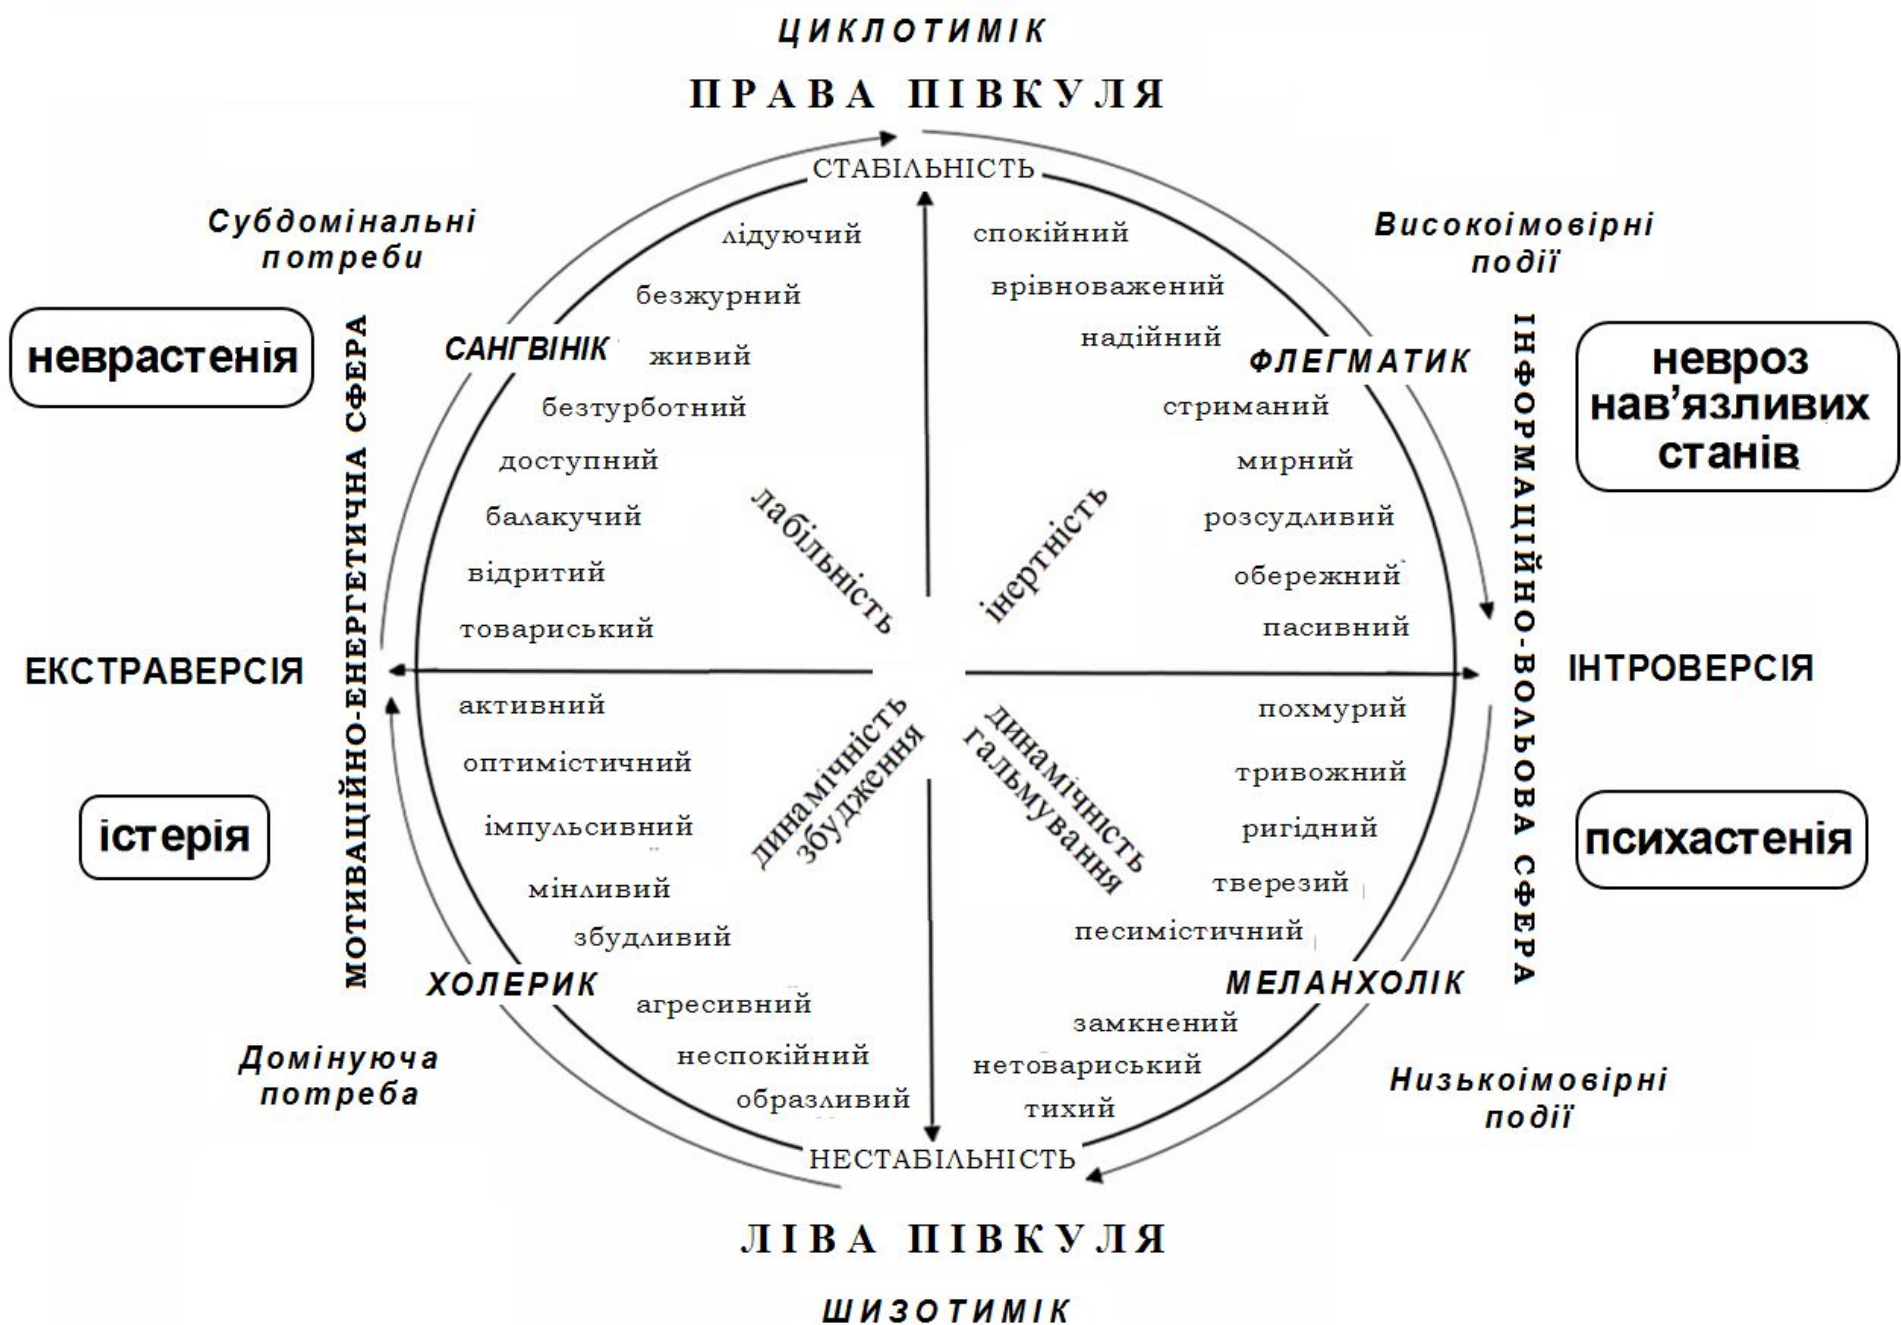 ЦИКЛОТИМІК
ПРАВА ПІВКУЛЯ
СТАБІЛЬНІСТЬ
Субдомінальні
потреби
Високоімовірні
події
неврастенія
МОТИВАЦІЙНО-ЕНЕРГЕТИЧНА СФЕРА
САНГВІНІК
лідуючий
безжурний
живий
безтурботний
доступний
балакучий
відритий
товариський
лабільність
спокійний
врівноважений
надійний
ФЛЕГМАТИК
стриманий
мирний
розсудливий
обережний
пасивний
інертність
ІНФОРМАЦІЙНО-ВОЛЬОВА СФЕРА
невроз
нав’язливих
станів
ЕКСТРАВЕРСІЯ
ІНТРОВЕРСІЯ
істерія
активний
оптимістичний
імпульсивний
мінливий
збудливий
ХОЛЕРИК
агресивний
неспокійний
образливий
динамічність
збудження
динамічність
гальмування
похмурий
тривожний
ригідний
тверезий
песимістичний
МЕЛАНХОЛІК
замкнений
нетовариський
тихий
психастенія
Домінуюча
потреба
Низькоімовірні
події
НЕСТАБІЛЬНІСТЬ
ЛІВА ПІВКУЛЯ
ШИЗОТИМІК